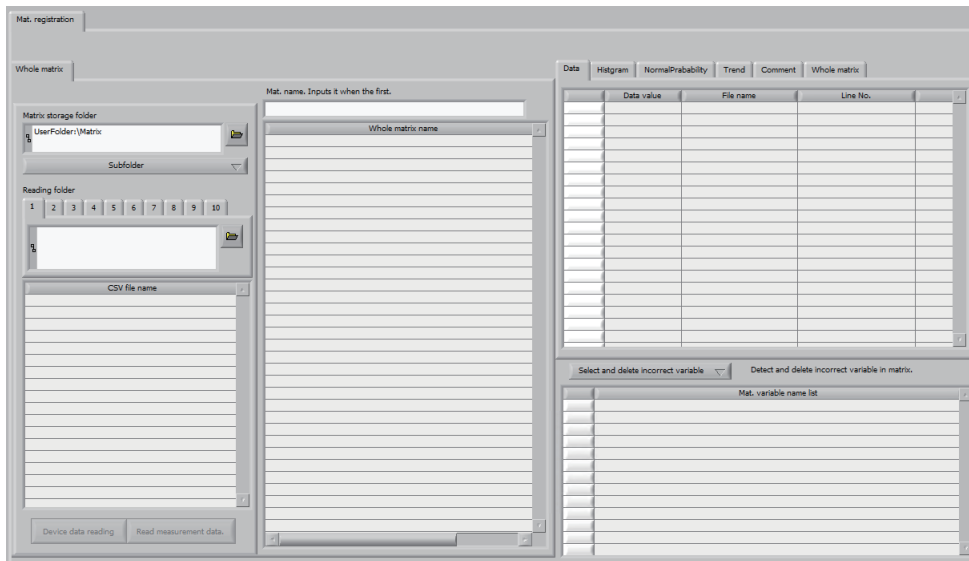 Mat. registration
Whole matrix
Matrix storage folder
UserFolder:\Matrix
Subfolder
Reading folder
1 2 3 4 5 6 7 8 9 10
CSV file name
Device data reading Read measurement data.
Mat. name. Inputs it when the first.
Whole matrix name
Data Histgram NormalPrabability Trend Comment Whole matrix
Data value File name Line No.
Select and delete incorrect variable Detect and delete incorrect variable in matrix.
Mat. variable name list